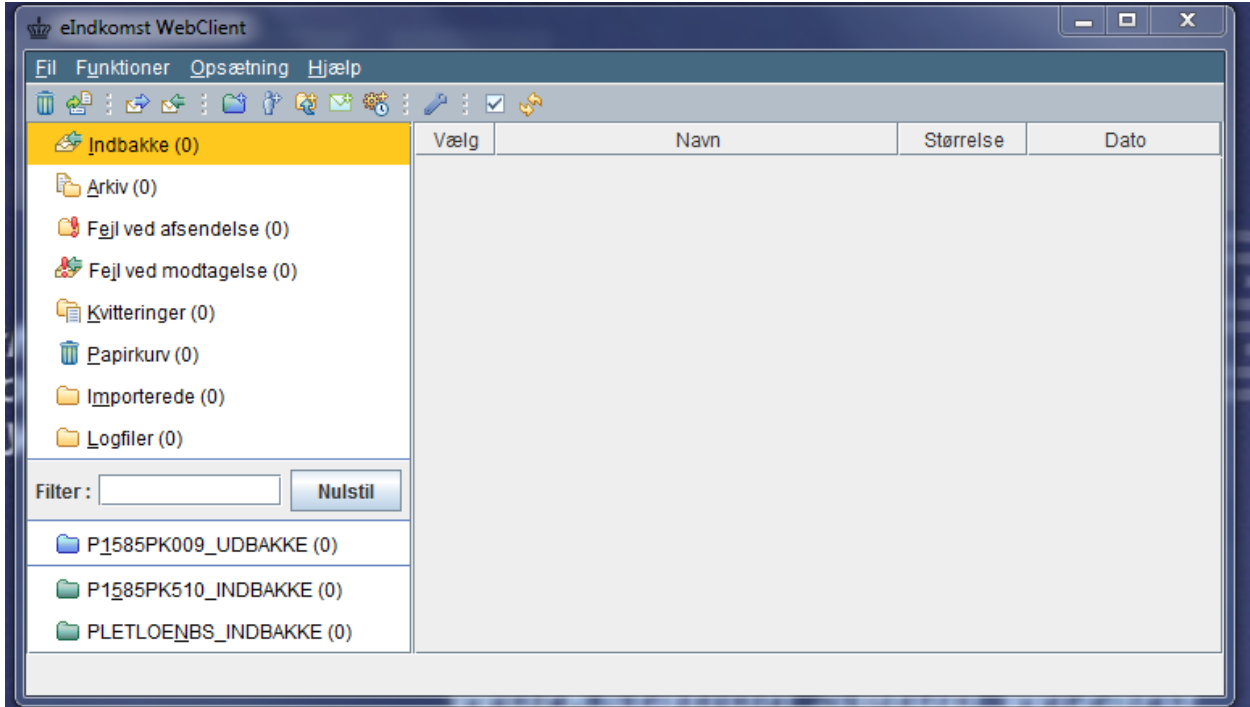 eIndkomst WebClient
Fil Funktioner Opsætning Hjælp
Indbakke (0)
Arkiv (0)
Fejl ved afsendelse (0)
Fejl ved modtagelse (0)
Kvitteringer (0)
Papirkurv (0)
Importerede (0)
Logfiler (0)
Filter : Nulstil
P1585PK009_UDBAKKE (0)
P1585PK510_INDBAKKE (0)
PLETLOENBS_INDBAKKE (0)
Vælg Navn Størrelse Dato